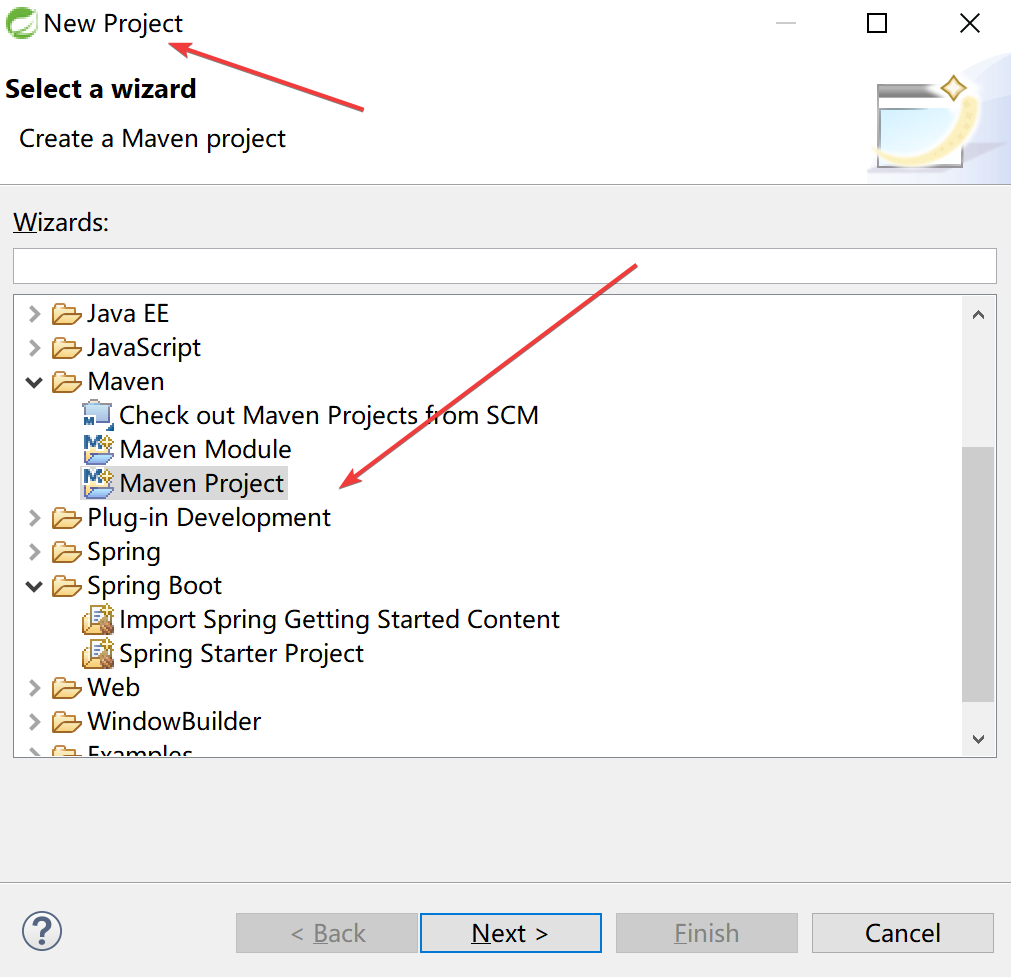 New Project
Select a wizard
Create a Maven project
Wizards:
Java EE
JavaScript
Maven
Check out Maven Projects from SCM
Maven Module
Maven Project
Plug-in Development
Spring
Spring Boot
Import Spring Getting Started Content
Spring Starter Project
Web
WindowBuilder
Examples
< Back
Next >
Finish
Cancel